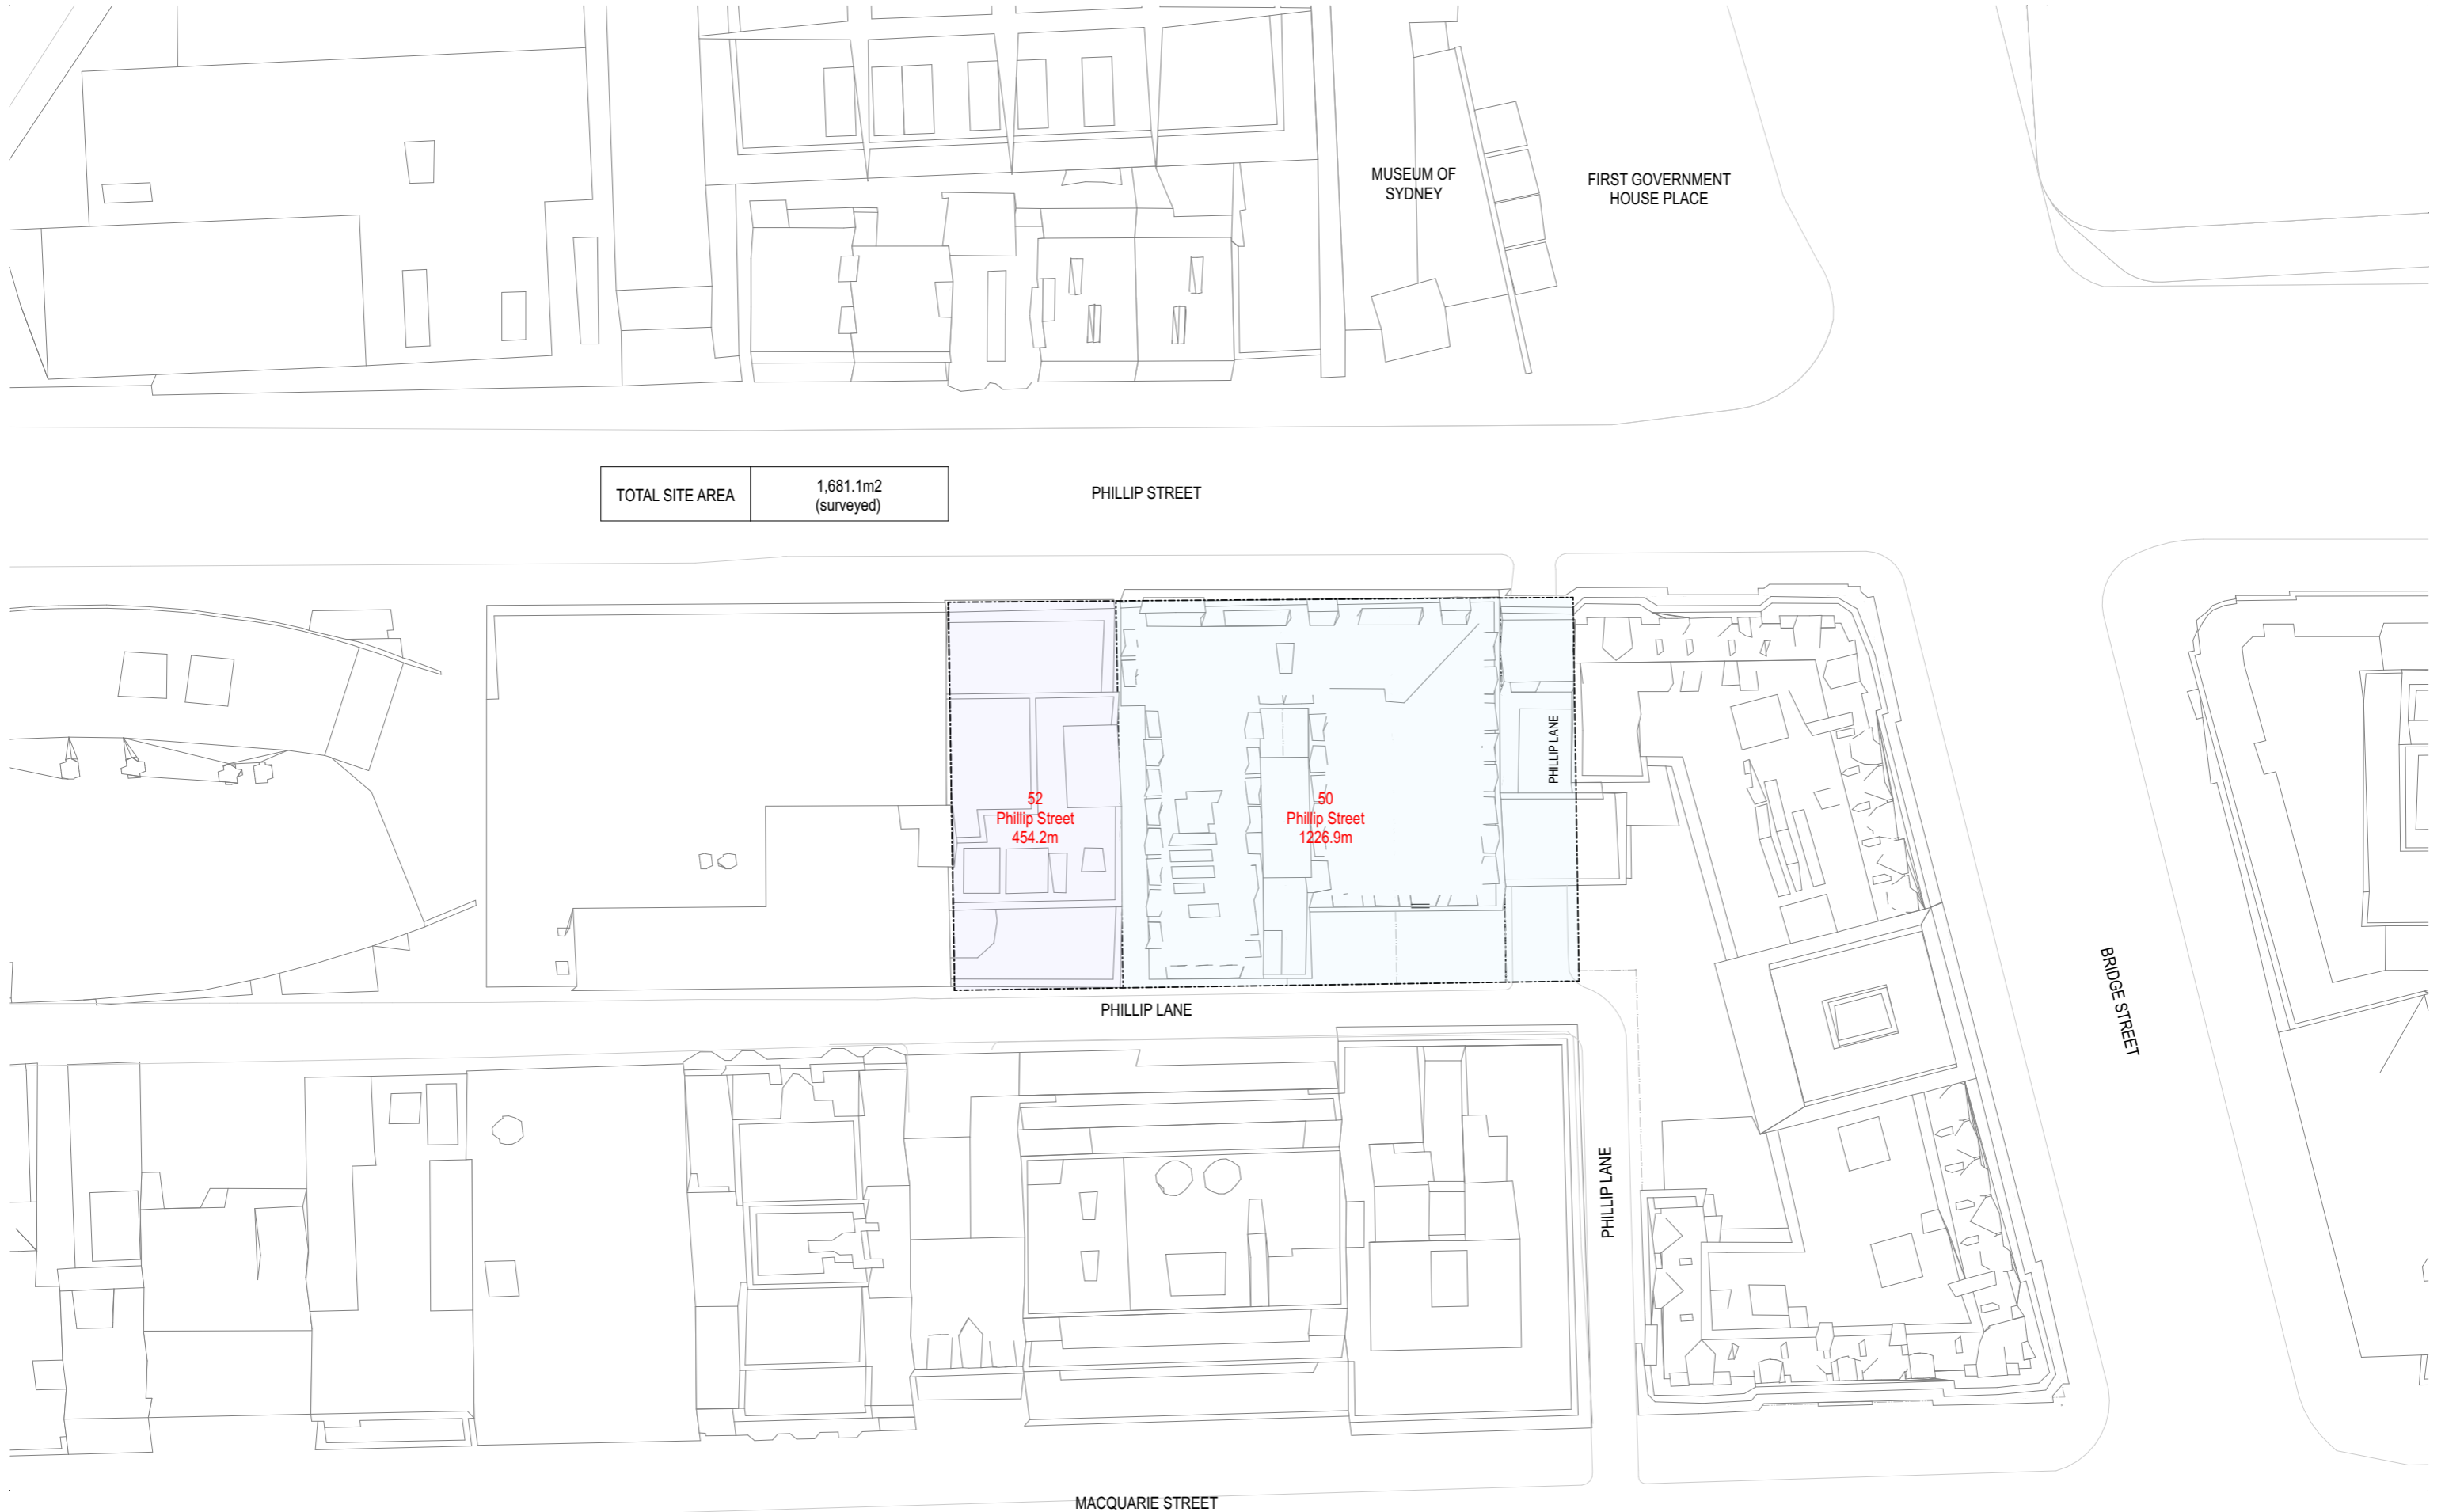 MUSEUM OF
SYDNEY
FIRST GOVERNMENT
HOUSE PLACE
TOTAL SITE AREA
1,681.1m2
(surveyed)
PHILLIP STREET
52
Phillip Street
454.2m
50
Phillip Street
1226.9m
PHILLIP LANE
PHILLIP LANE
BRIDGE STREET
PHILLIP LANE
MACQUARIE STREET